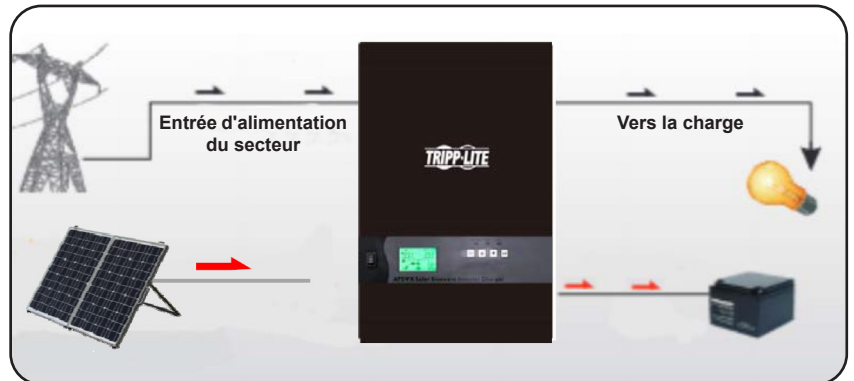 Entrée d'alimentation
du secteur
Vers la charge
TRIPP·LITE